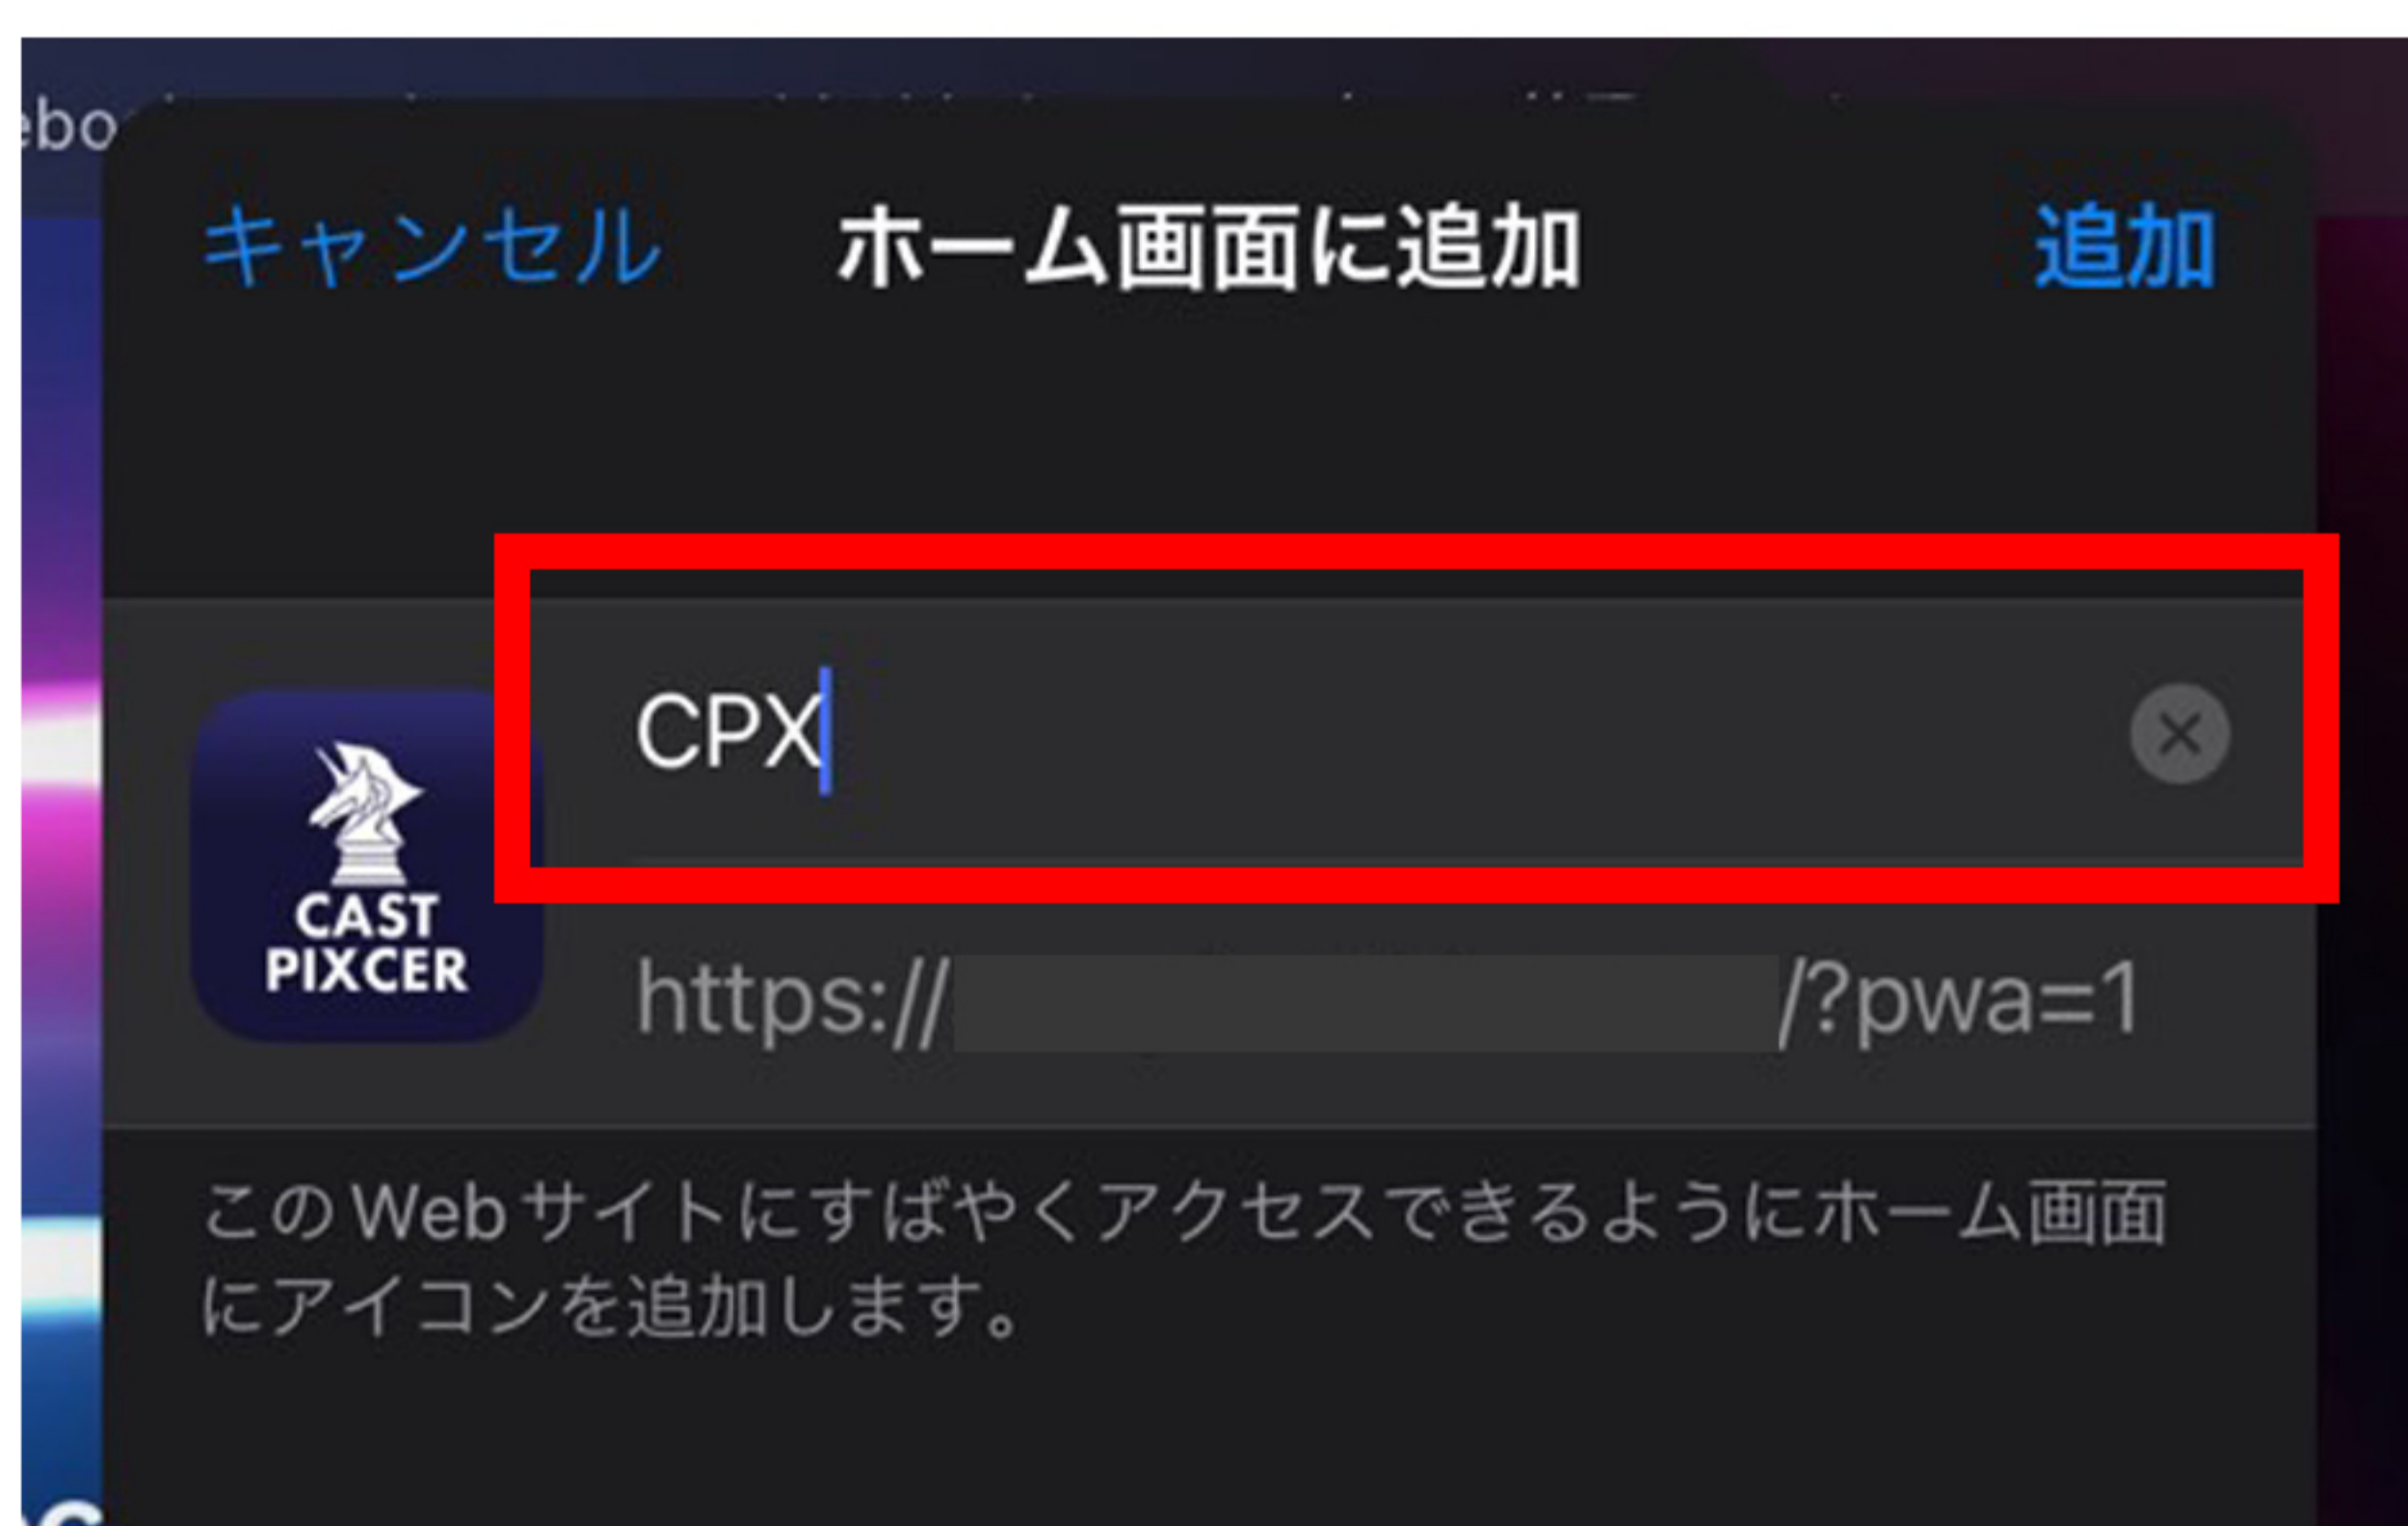 ebo
キャンセル ホーム画面に追加 追加
CPX
CAST
PIXCER
https:// /?pwa=1
このWebサイトにすばやくアクセスできるようにホーム画面
にアイコンを追加します。